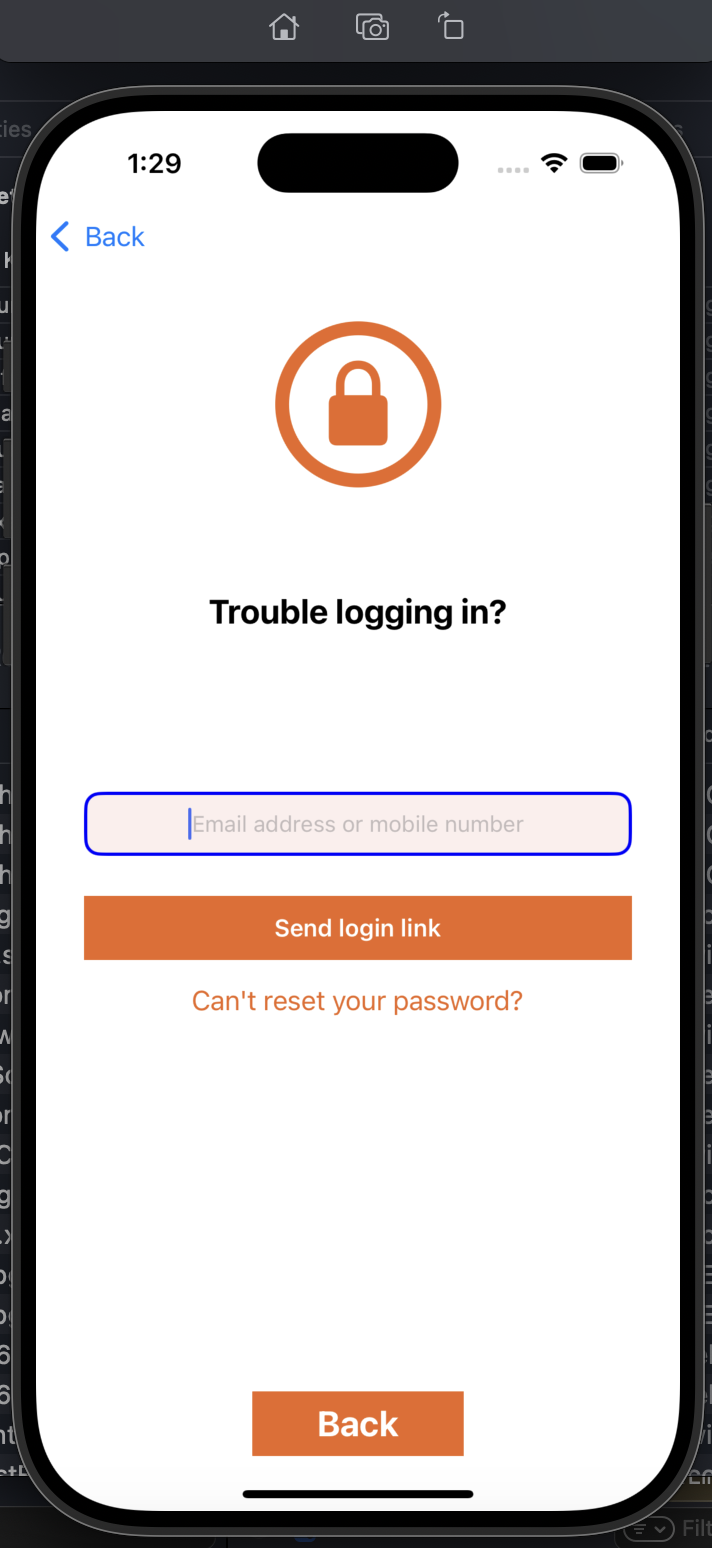 1:29
Back
Trouble logging in?
Email address or mobile number
Send login link
Can't reset your password?
Back